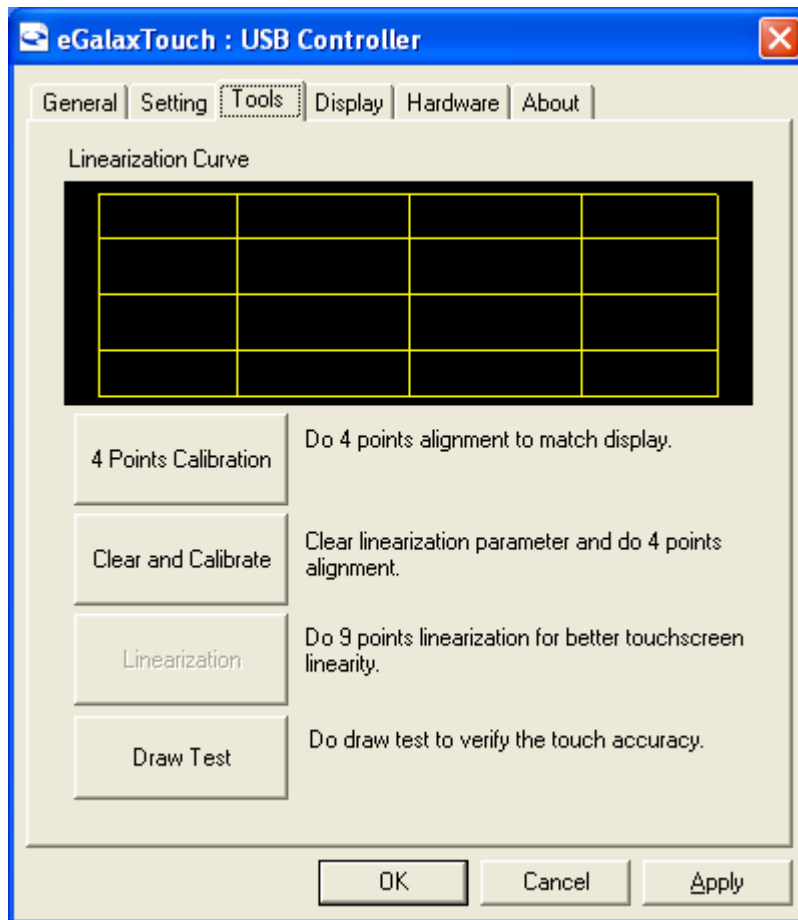 eGalaxTouch : USB Controller
General Setting Tools Display Hardware About
Linearization Curve
4 Points Calibration
Do 4 points alignment to match display.
Clear and Calibrate
Clear linearization parameter and do 4 points
alignment.
Linearization
Do 9 points linearization for better touchscreen
linearity.
Draw Test
Do draw test to verify the touch accuracy.
OK Cancel Apply